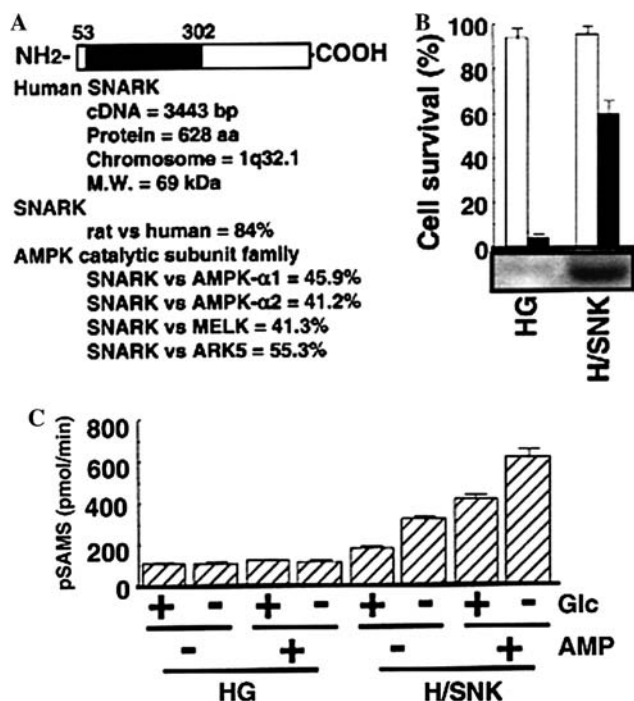 A
53 302
NH2- -COOH
Human SNARK
cDNA = 3443 bp
Protein = 628 aa
Chromosome = 1q32.1
M.W. = 69 kDa
SNARK
rat vs human = 84%
AMPK catalytic subunit family
SNARK vs AMPK-α1 = 45.9%
SNARK vs AMPK-α2 = 41.2%
SNARK vs MELK = 41.3%
SNARK vs ARK5 = 55.3%
B
Cell survival (%)
100
80
60
40
20
0
HG H/SNK
C
pSAMS (pmol/min)
800
600
400
200
0
+ - + - + - + - Glc
- + - + AMP
HG H/SNK